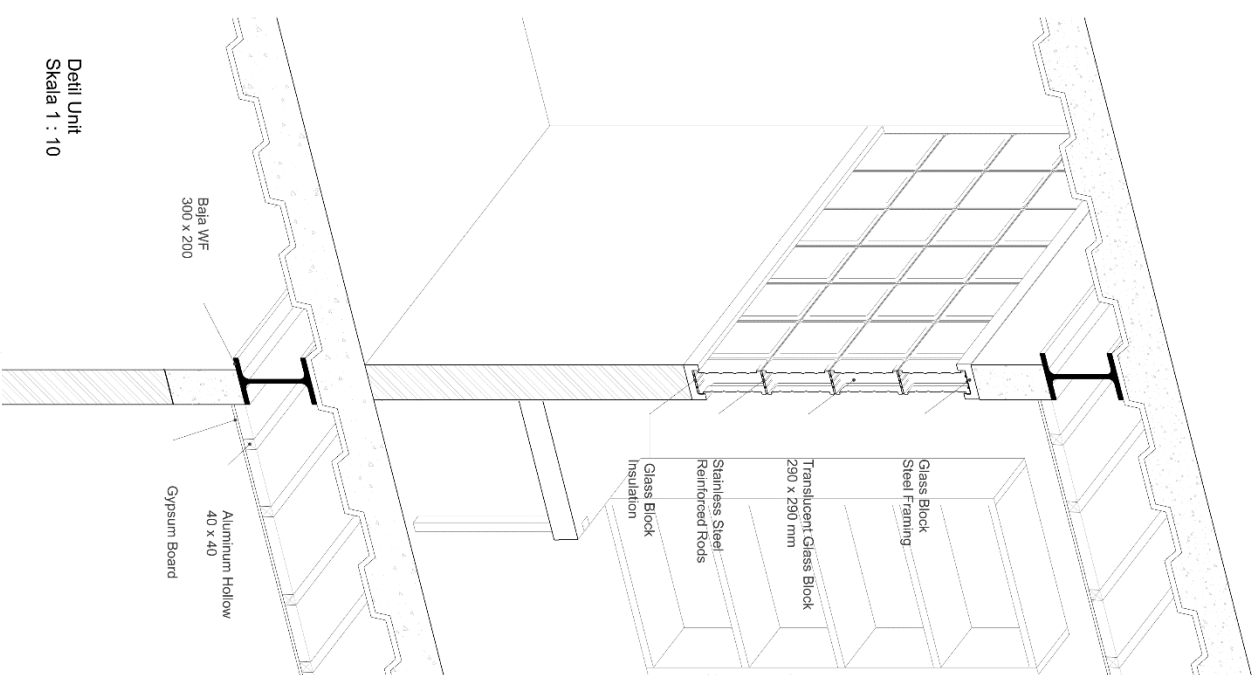 Glass Block
Steel Framing
Translucent Glass Block
290 x 290 mm
Stainless Steel
Reinforced Rods
Glass Block
Insulation
Baja WF
300 x 200
Aluminum Hollow
40 x 40
Gypsum Board
Detil Unit
Skala 1 : 10